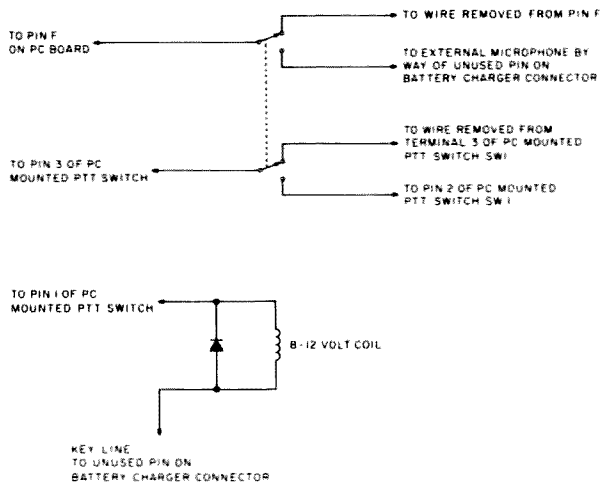 TO PIN F
ON PC BOARD
TO WIRE REMOVED FROM PIN F
TO EXTERNAL MICROPHONE BY
WAY OF UNUSED PIN ON
BATTERY CHARGER CONNECTOR
TO PIN 3 OF PC
MOUNTED PTT SWITCH
TO WIRE REMOVED FROM
TERMINAL 3 OF PC MOUNTED
PTT SWITCH SW1
TO PIN 2 OF PC MOUNTED
PTT SWITCH SW1
TO PIN 1 OF PC
MOUNTED PTT SWITCH
8-12 VOLT COIL
KEY LINE
TO UNUSED PIN ON
BATTERY CHARGER CONNECTOR